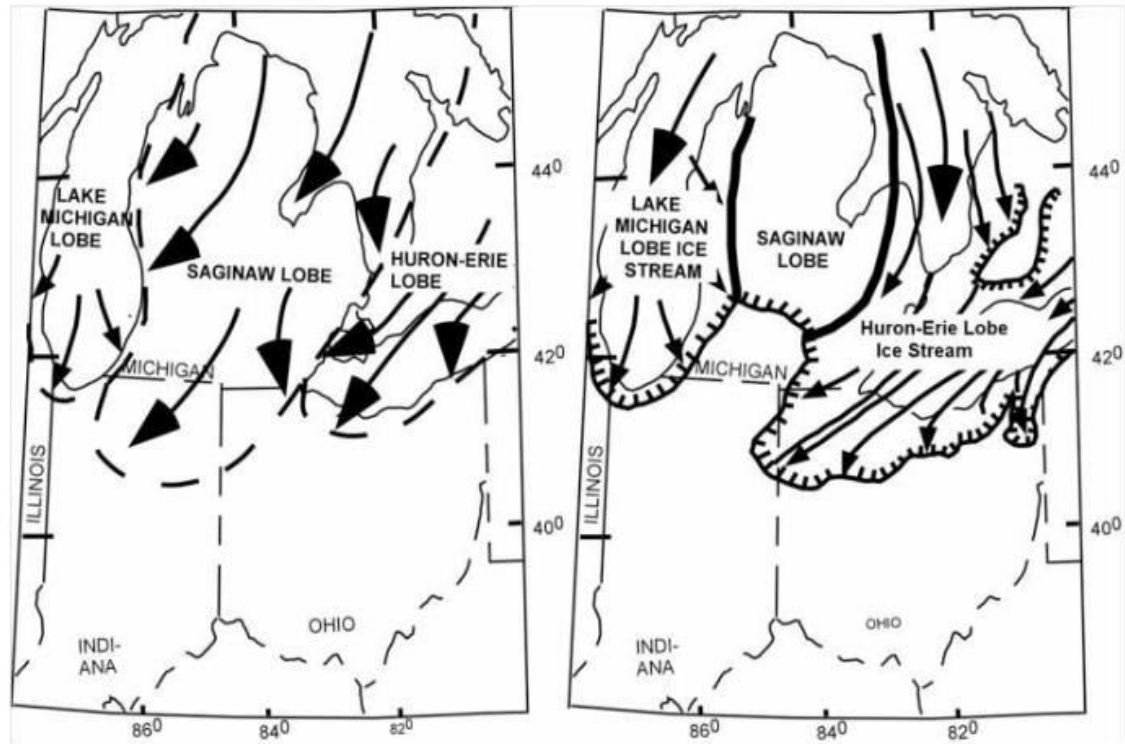 44⁰
LAKE
MICHIGAN
LOBE
SAGINAW LOBE
HURON-ERIE
LOBE
42⁰
MICHIGAN
ILLINOIS
40⁰
INDI-
ANA
OHIO
86⁰
84⁰
82⁰
LAKE
MICHIGAN
LOBE ICE
STREAM
SAGINAW
LOBE
44⁰
Huron-Erie Lobe
Ice Stream
42⁰
MICHIGAN
ILLINOIS
40⁰
INDI-
ANA
OHIO
86⁰
84⁰
82⁰